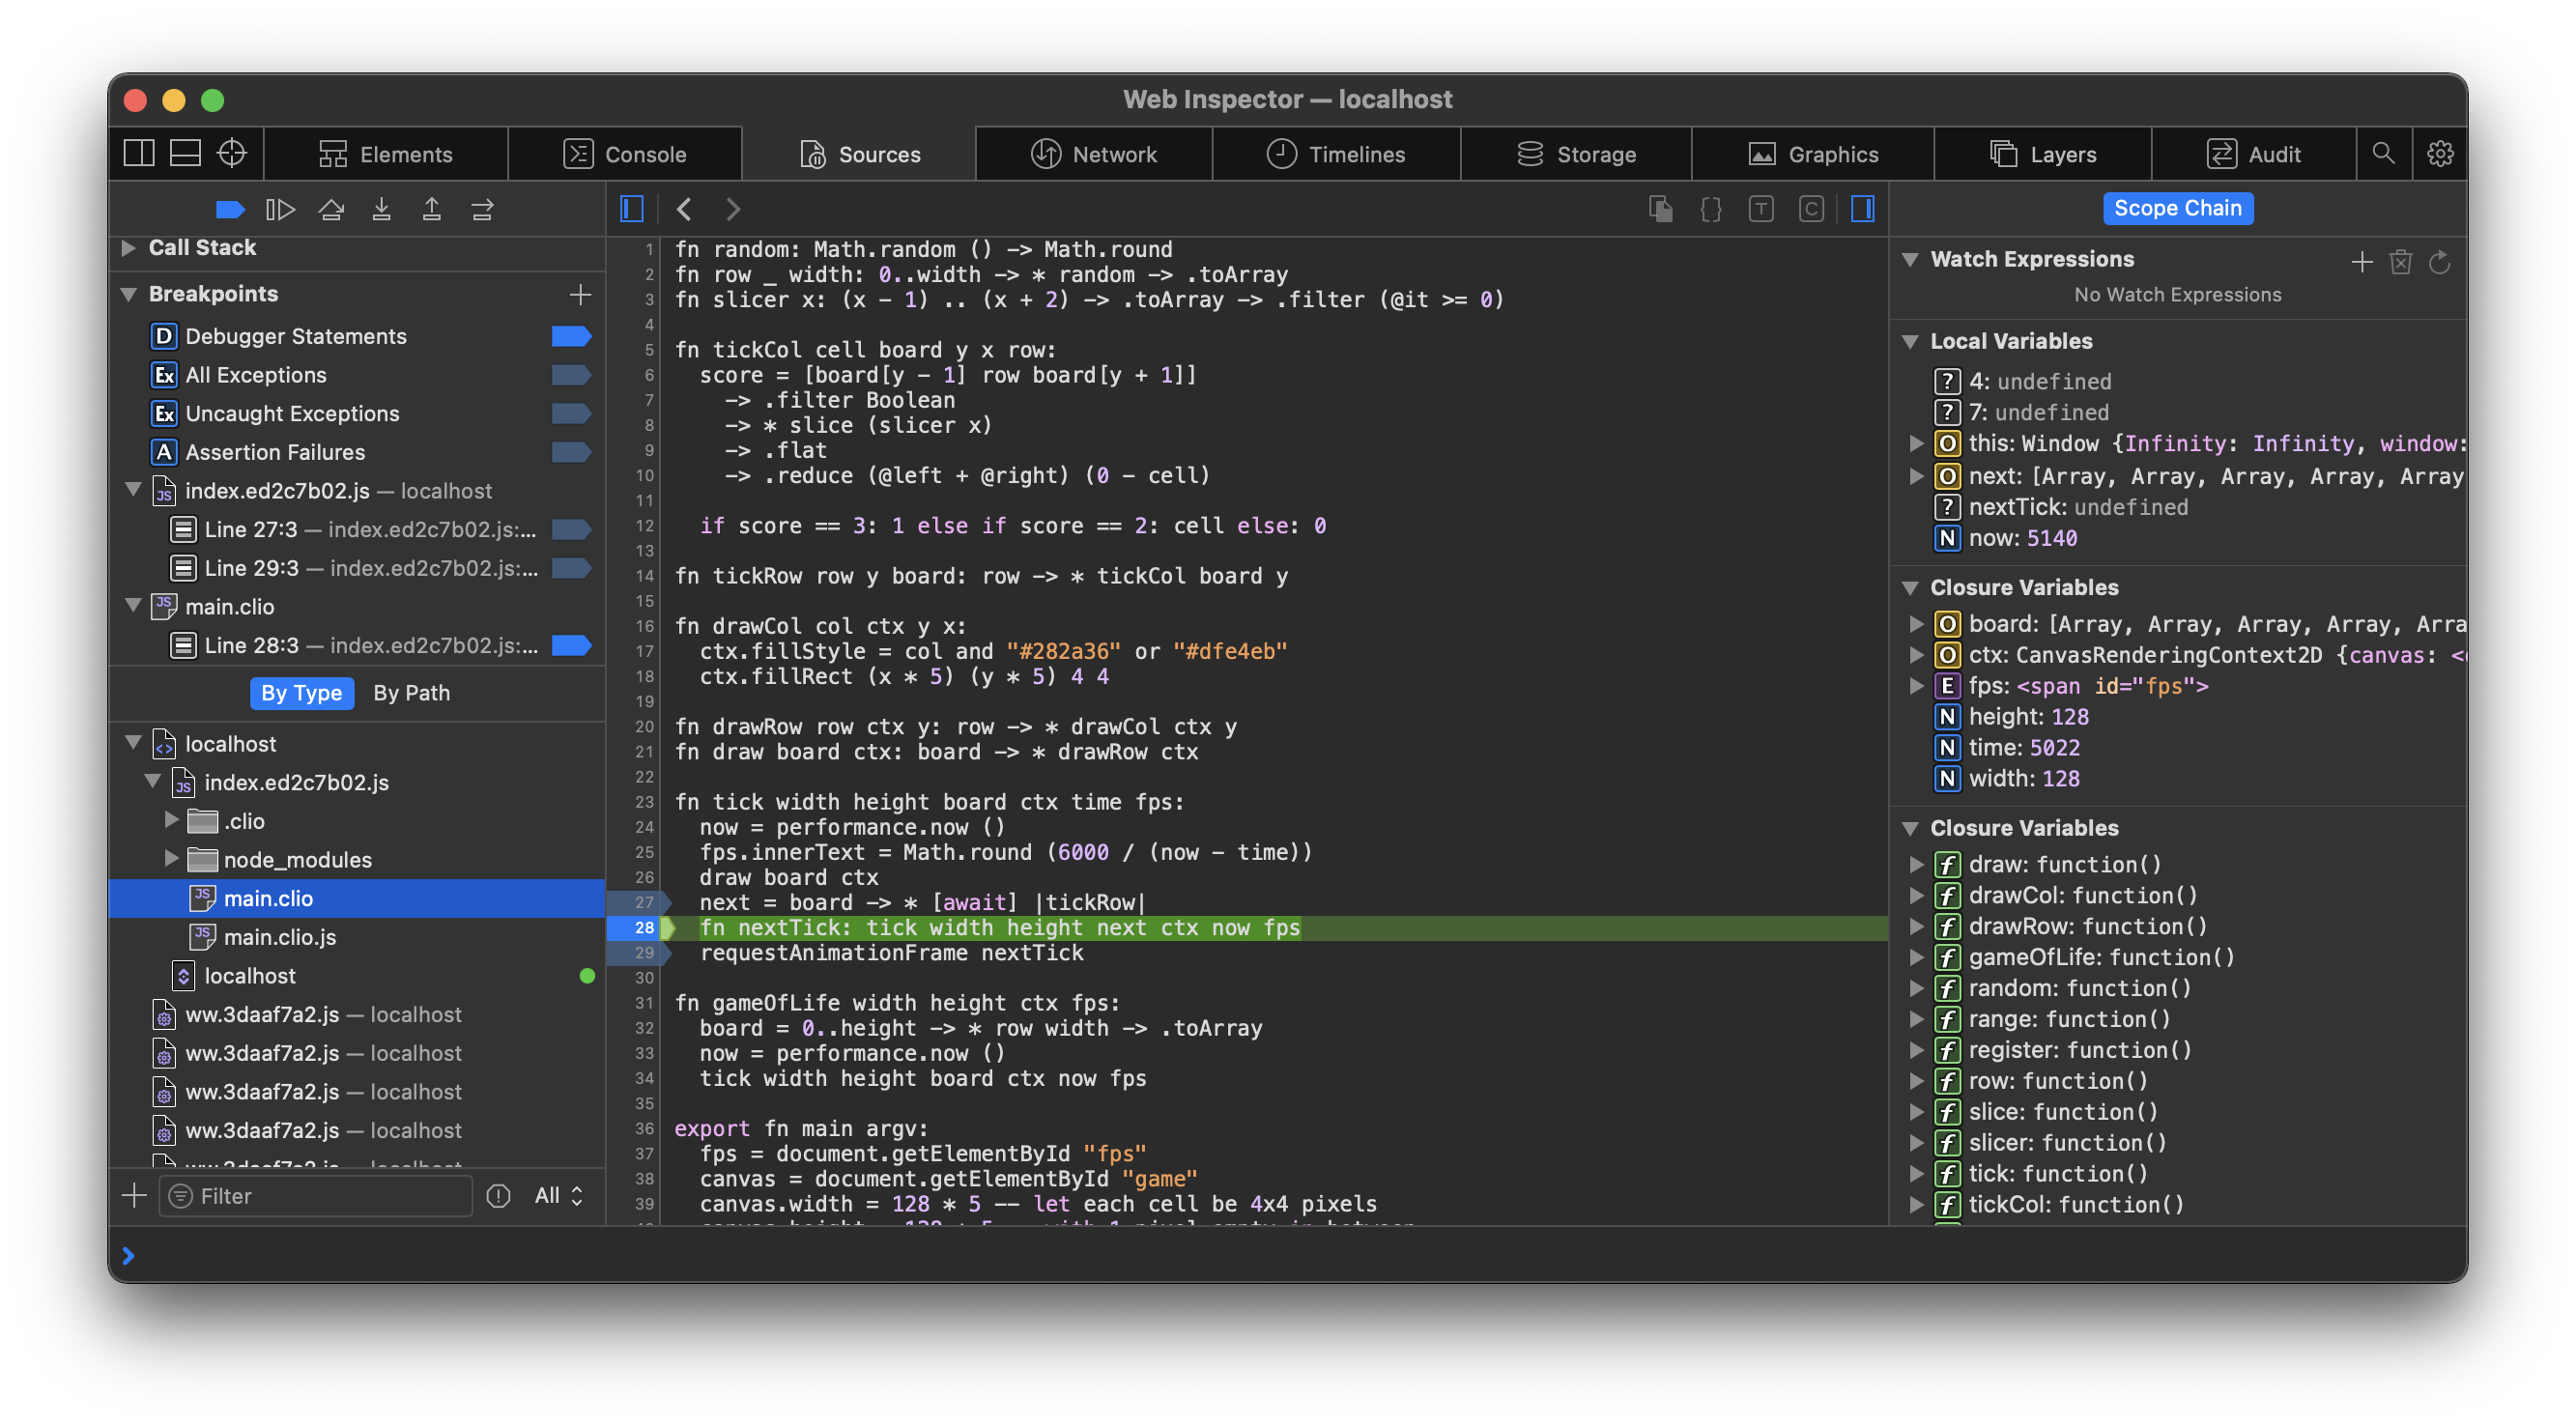 Web Inspector — localhost
Elements
Console
Sources
Network
Timelines
Storage
Graphics
Layers
Audit
T
C
Scope Chain
Call Stack
Breakpoints
D Debugger Statements
Ex All Exceptions
Ex Uncaught Exceptions
A Assertion Failures
JS index.ed2c7b02.js — localhost
Line 27:3 — index.ed2c7b02.js:...
Line 29:3 — index.ed2c7b02.js:...
JS main.clio
Line 28:3 — index.ed2c7b02.js:...
By Type By Path
localhost
JS index.ed2c7b02.js
.clio
node_modules
JS main.clio
JS main.clio.js
localhost
ww.3daaf7a2.js — localhost
ww.3daaf7a2.js — localhost
ww.3daaf7a2.js — localhost
ww.3daaf7a2.js — localhost
ww.3daaf7a2.js — localhost
Filter
All
1 fn random: Math.random () -> Math.round
2 fn row _ width: 0..width -> * random -> .toArray
3 fn slicer x: (x - 1) .. (x + 2) -> .toArray -> .filter (@it >= 0)
4
5 fn tickCol cell board y x row:
6 score = [board[y - 1] row board[y + 1]]
7 -> .filter Boolean
8 -> * slice (slicer x)
9 -> .flat
10 -> .reduce (@left + @right) (0 - cell)
11
12 if score == 3: 1 else if score == 2: cell else: 0
13
14 fn tickRow row y board: row -> * tickCol board y
15
16 fn drawCol col ctx y x:
17 ctx.fillStyle = col and "#282a36" or "#dfe4eb"
18 ctx.fillRect (x * 5) (y * 5) 4 4
19
20 fn drawRow row ctx y: row -> * drawCol ctx y
21 fn draw board ctx: board -> * drawRow ctx
22
23 fn tick width height board ctx time fps:
24 now = performance.now ()
25 fps.innerText = Math.round (6000 / (now - time))
26 draw board ctx
27 next = board -> * [await] |tickRow|
28 fn nextTick: tick width height next ctx now fps
29 requestAnimationFrame nextTick
30
31 fn gameOfLife width height ctx fps:
32 board = 0..height -> * row width -> .toArray
33 now = performance.now ()
34 tick width height board ctx now fps
35
36 export fn main argv:
37 fps = document.getElementById "fps"
38 canvas = document.getElementById "game"
39 canvas.width = 128 * 5 -- let each cell be 4x4 pixels
Watch Expressions
No Watch Expressions
Local Variables
? 4: undefined
? 7: undefined
O this: Window {Infinity: Infinity, window:
O next: [Array, Array, Array, Array, Array
? nextTick: undefined
N now: 5140
Closure Variables
O board: [Array, Array, Array, Array, Arra
O ctx: CanvasRenderingContext2D {canvas: <
E fps: <span id="fps">
N height: 128
N time: 5022
N width: 128
Closure Variables
f draw: function()
f drawCol: function()
f drawRow: function()
f gameOfLife: function()
f random: function()
f range: function()
f register: function()
f row: function()
f slice: function()
f slicer: function()
f tick: function()
f tickCol: function()